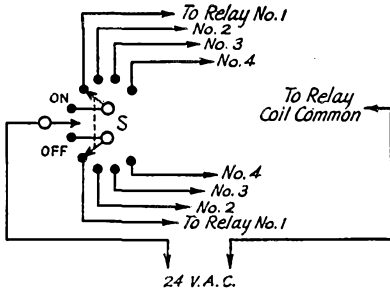 To Relay No.1
No.2
No.3
No.4
ON
S
OFF
To Relay
Coil Common
No.4
No.3
No.2
To Relay No.1
24 V.A.C.